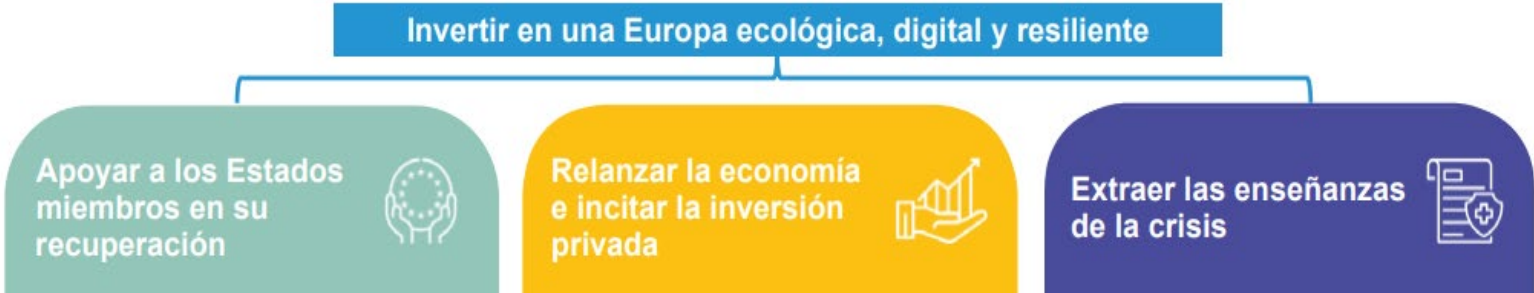 Invertir en una Europa ecológica, digital y resiliente
Apoyar a los Estados
miembros en su
recuperación
Relanzar la economía
e incitar la inversión
privada
Extraer las enseñanzas
de la crisis